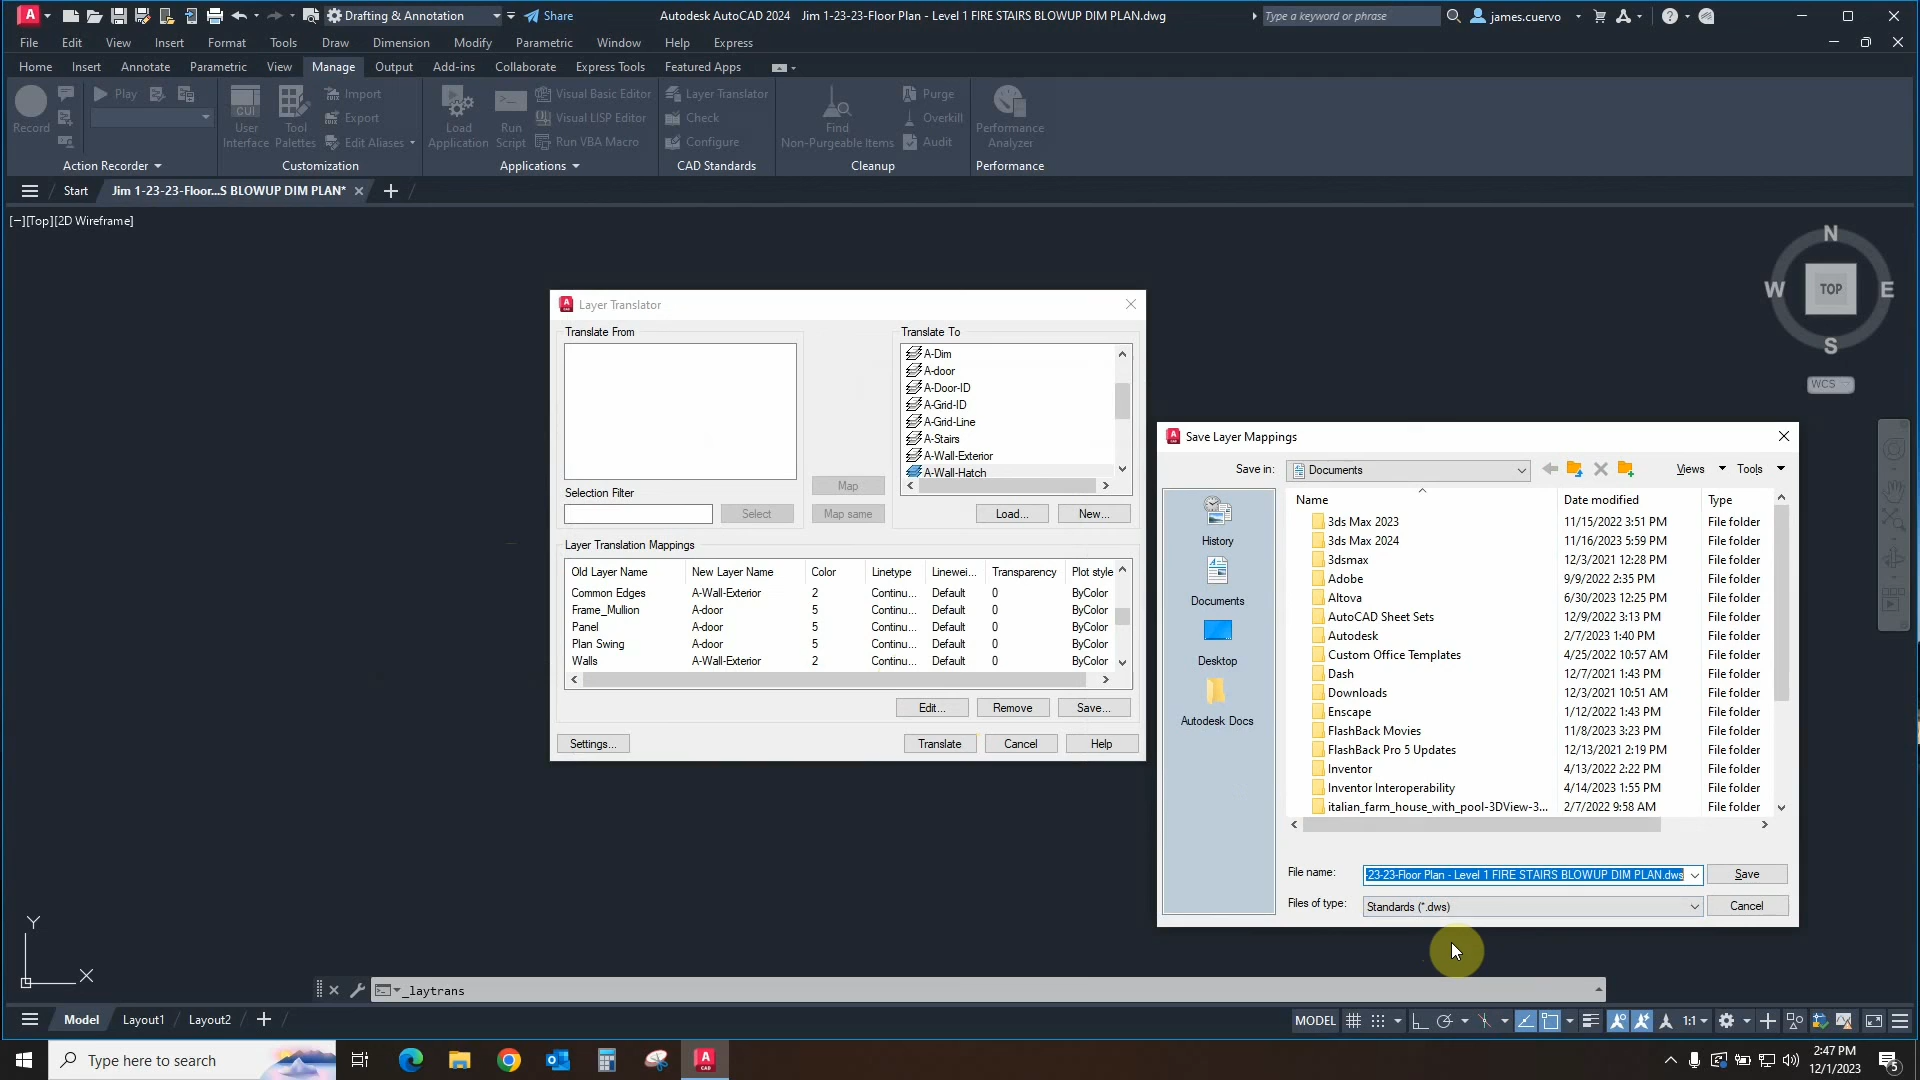 Drafting & Annotation
Share
Autodesk AutoCAD 2024 Jim 1-23-23-Floor Plan - Level 1 FIRE STAIRS BLOWUP DIM PLAN.dwg
Type a keyword or phrase
james.cuervo
File Edit View Insert Format Tools Draw Dimension Modify Parametric Window Help Express
Home Insert Annotate Parametric View Manage Output Add-ins Collaborate Express Tools Featured Apps
Record
Play
CUI
User Interface
Tool Palettes
Import
Export
Edit Aliases
Load Application
Run Script
Visual Basic Editor
Visual LISP Editor
Run VBA Macro
Layer Translator
Check
Configure
Find Non-Purgeable Items
Purge
Overkill
Audit
Performance Analyzer
Action Recorder Customization Applications CAD Standards Cleanup Performance
Start Jim 1-23-23-Floor...S BLOWUP DIM PLAN*
[−][Top][2D Wireframe]
N
W TOP E
S
WCS
Layer Translator
Translate From
Translate To
A-Dim
A-door
A-Door-ID
A-Grid-ID
A-Grid-Line
A-Stairs
A-Wall-Exterior
A-Wall-Hatch
Map
Selection Filter
Select Map same Load... New...
Layer Translation Mappings
Old Layer Name New Layer Name Color Linetype Linewei... Transparency Plot style
Common Edges A-Wall-Exterior 2 Continu... Default 0 ByColor
Frame_Mullion A-door 5 Continu... Default 0 ByColor
Panel A-door 5 Continu... Default 0 ByColor
Plan Swing A-door 5 Continu... Default 0 ByColor
Walls A-Wall-Exterior 2 Continu... Default 0 ByColor
Edit... Remove Save...
Settings... Translate Cancel Help
Save Layer Mappings
Save in: Documents Views Tools
History
Documents
Desktop
Autodesk Docs
Name Date modified Type
3ds Max 2023 11/15/2022 3:51 PM File folder
3ds Max 2024 11/16/2023 5:59 PM File folder
3dsmax 12/3/2021 12:28 PM File folder
Adobe 9/9/2022 2:35 PM File folder
Altova 6/30/2023 12:25 PM File folder
AutoCAD Sheet Sets 12/9/2022 3:13 PM File folder
Autodesk 2/7/2023 1:40 PM File folder
Custom Office Templates 4/25/2022 10:57 AM File folder
Dash 12/7/2021 1:43 PM File folder
Downloads 12/3/2021 10:51 AM File folder
Enscape 1/12/2022 1:43 PM File folder
FlashBack Movies 11/8/2023 3:23 PM File folder
FlashBack Pro 5 Updates 12/13/2021 2:19 PM File folder
Inventor 4/13/2022 2:22 PM File folder
Inventor Interoperability 4/14/2023 1:55 PM File folder
italian_farm_house_with_pool-3DView-3... 2/7/2022 9:58 AM File folder
File name: -23-23-Floor Plan - Level 1 FIRE STAIRS BLOWUP DIM PLAN.dws Save
Files of type: Standards (*.dws) Cancel
Y
X
_laytrans
Model Layout1 Layout2
MODEL 1:1
Type here to search
2:47 PM
12/1/2023
5